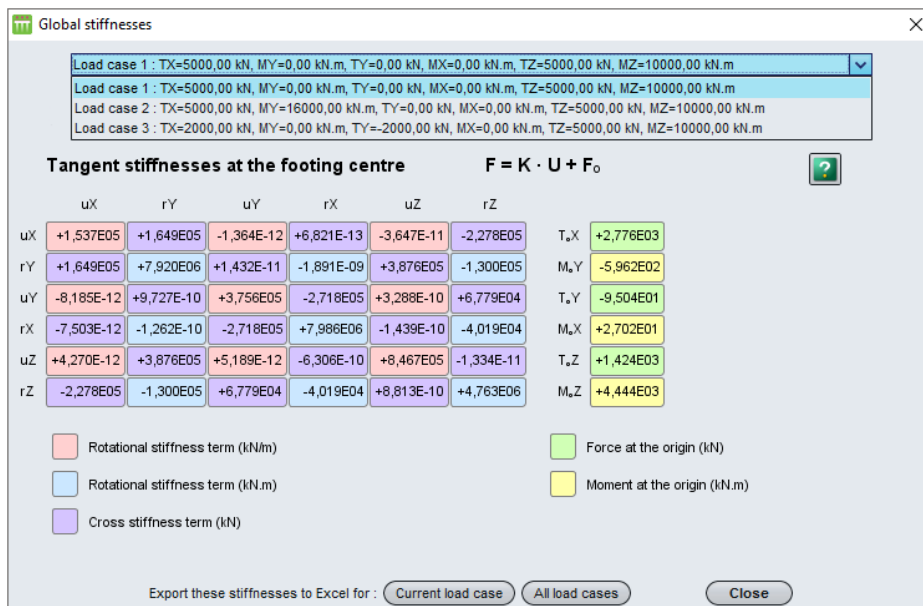 Global stiffnesses
Load case 1 : TX=5000,00 kN, MY=0,00 kN.m, TY=0,00 kN, MX=0,00 kN.m, TZ=5000,00 kN, MZ=10000,00 kN.m
Load case 1 : TX=5000,00 kN, MY=0,00 kN.m, TY=0,00 kN, MX=0,00 kN.m, TZ=5000,00 kN, MZ=10000,00 kN.m
Load case 2 : TX=5000,00 kN, MY=16000,00 kN.m, TY=0,00 kN, MX=0,00 kN.m, TZ=5000,00 kN, MZ=10000,00 kN.m
Load case 3 : TX=2000,00 kN, MY=0,00 kN.m, TY=-2000,00 kN, MX=0,00 kN.m, TZ=5000,00 kN, MZ=10000,00 kN.m
Tangent stiffnesses at the footing centre F = K · U + F₀ ?
uX rY uY rX uZ rZ
uX +1,537E05 +1,649E05 -1,364E-12 +6,821E-13 -3,647E-11 -2,278E05 TₒX +2,776E03
rY +1,649E05 +7,920E06 +1,432E-11 -1,891E-09 +3,876E05 -1,300E05 MₒY -5,962E02
uY -8,185E-12 +9,727E-10 +3,756E05 -2,718E05 +3,288E-10 +6,779E04 TₒY -9,504E01
rX -7,503E-12 -1,262E-10 -2,718E05 +7,986E06 -1,439E-10 -4,019E04 MₒX +2,702E01
uZ +4,270E-12 +3,876E05 +5,189E-12 -6,306E-10 +8,467E05 -1,334E-11 TₒZ +1,424E03
rZ -2,278E05 -1,300E05 +6,779E04 -4,019E04 +8,813E-10 +4,763E06 MₒZ +4,444E03
Rotational stiffness term (kN/m) Force at the origin (kN)
Rotational stiffness term (kN.m) Moment at the origin (kN.m)
Cross stiffness term (kN)
Export these stiffnesses to Excel for : Current load case All load cases Close